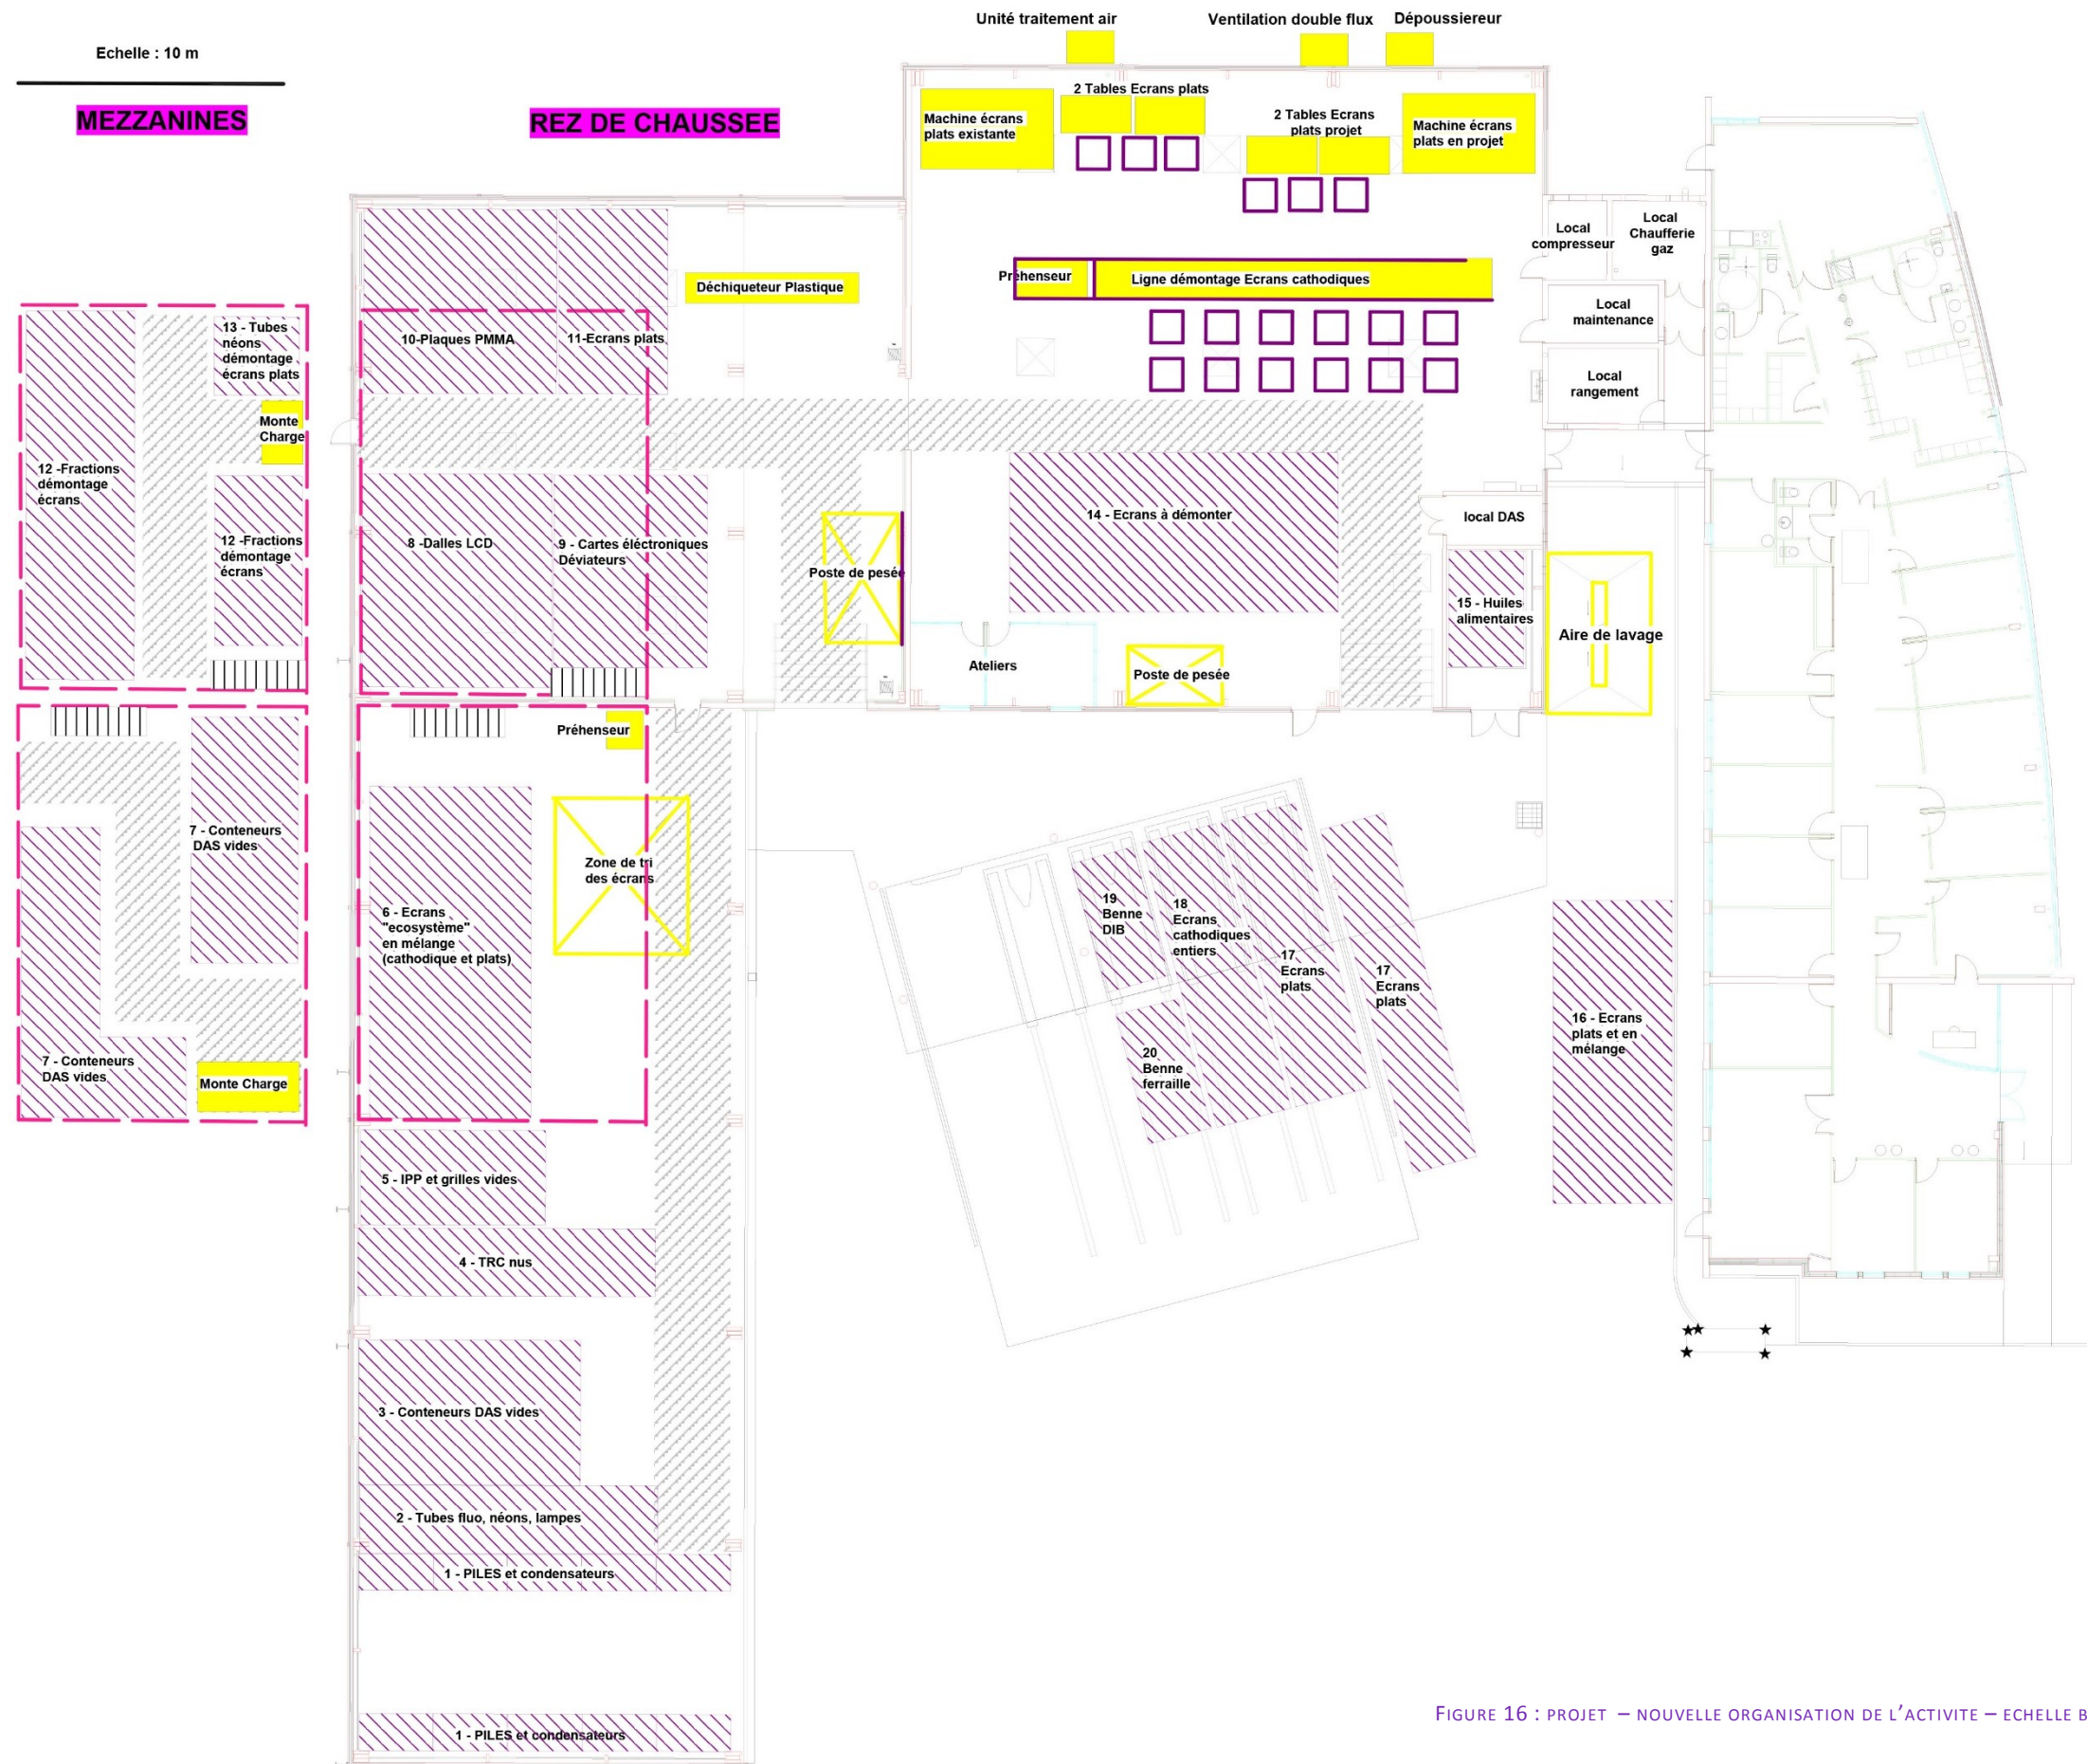 Unité traitement air
Ventilation double flux
Dépoussiereur
Echelle : 10 m
MEZZANINES
REZ DE CHAUSSEE
Machine écrans
plats existante
2 Tables Ecrans plats
2 Tables Ecrans
plats projet
Machine écrans
plats en projet
Local
compresseur
Local
Chaufferie
gaz
Préhenseur
Ligne démontage Ecrans cathodiques
Déchiqueteur Plastique
Local
maintenance
Local
rangement
10-Plaques PMMA
11-Ecrans plats
13 - Tubes
néons
démontage
écrans plats
Monte
Charge
12 -Fractions
démontage
écrans
12 -Fractions
démontage
écrans
8 -Dalles LCD
9 - Cartes éléctroniques
Déviateurs
Poste de pesée
14 - Ecrans à démonter
local DAS
15 - Huiles
alimentaires
Aire de lavage
Ateliers
Poste de pesée
Préhenseur
7 - Conteneurs
DAS vides
7 - Conteneurs
DAS vides
Monte Charge
Zone de tri
des écrans
6 - Ecrans
"ecosystème"
en mélange
(cathodique et plats)
19
Benne
DIB
18
Ecrans
cathodiques
entiers
17
Ecrans
plats
17
Ecrans
plats
20
Benne
ferraille
16 - Ecrans
plats et en
mélange
5 - IPP et grilles vides
4 - TRC nus
3 - Conteneurs DAS vides
2 - Tubes fluo, néons, lampes
1 - PILES et condensateurs
1 - PILES et condensateurs
FIGURE 16 : PROJET – NOUVELLE ORGANISATION DE L'ACTIVITE – ECHELLE B